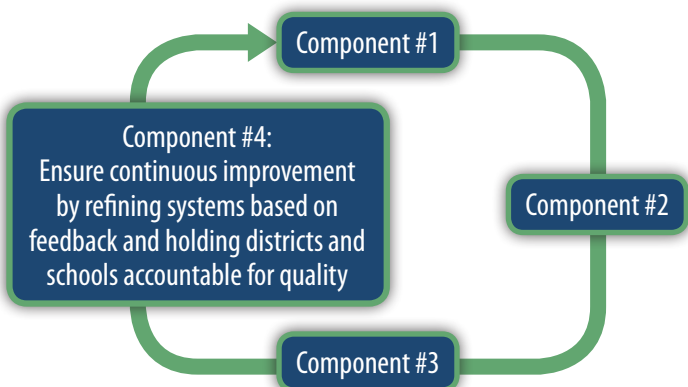 Component #1
Component #4:
Ensure continuous improvement
by refining systems based on
feedback and holding districts and
schools accountable for quality
Component #2
Component #3